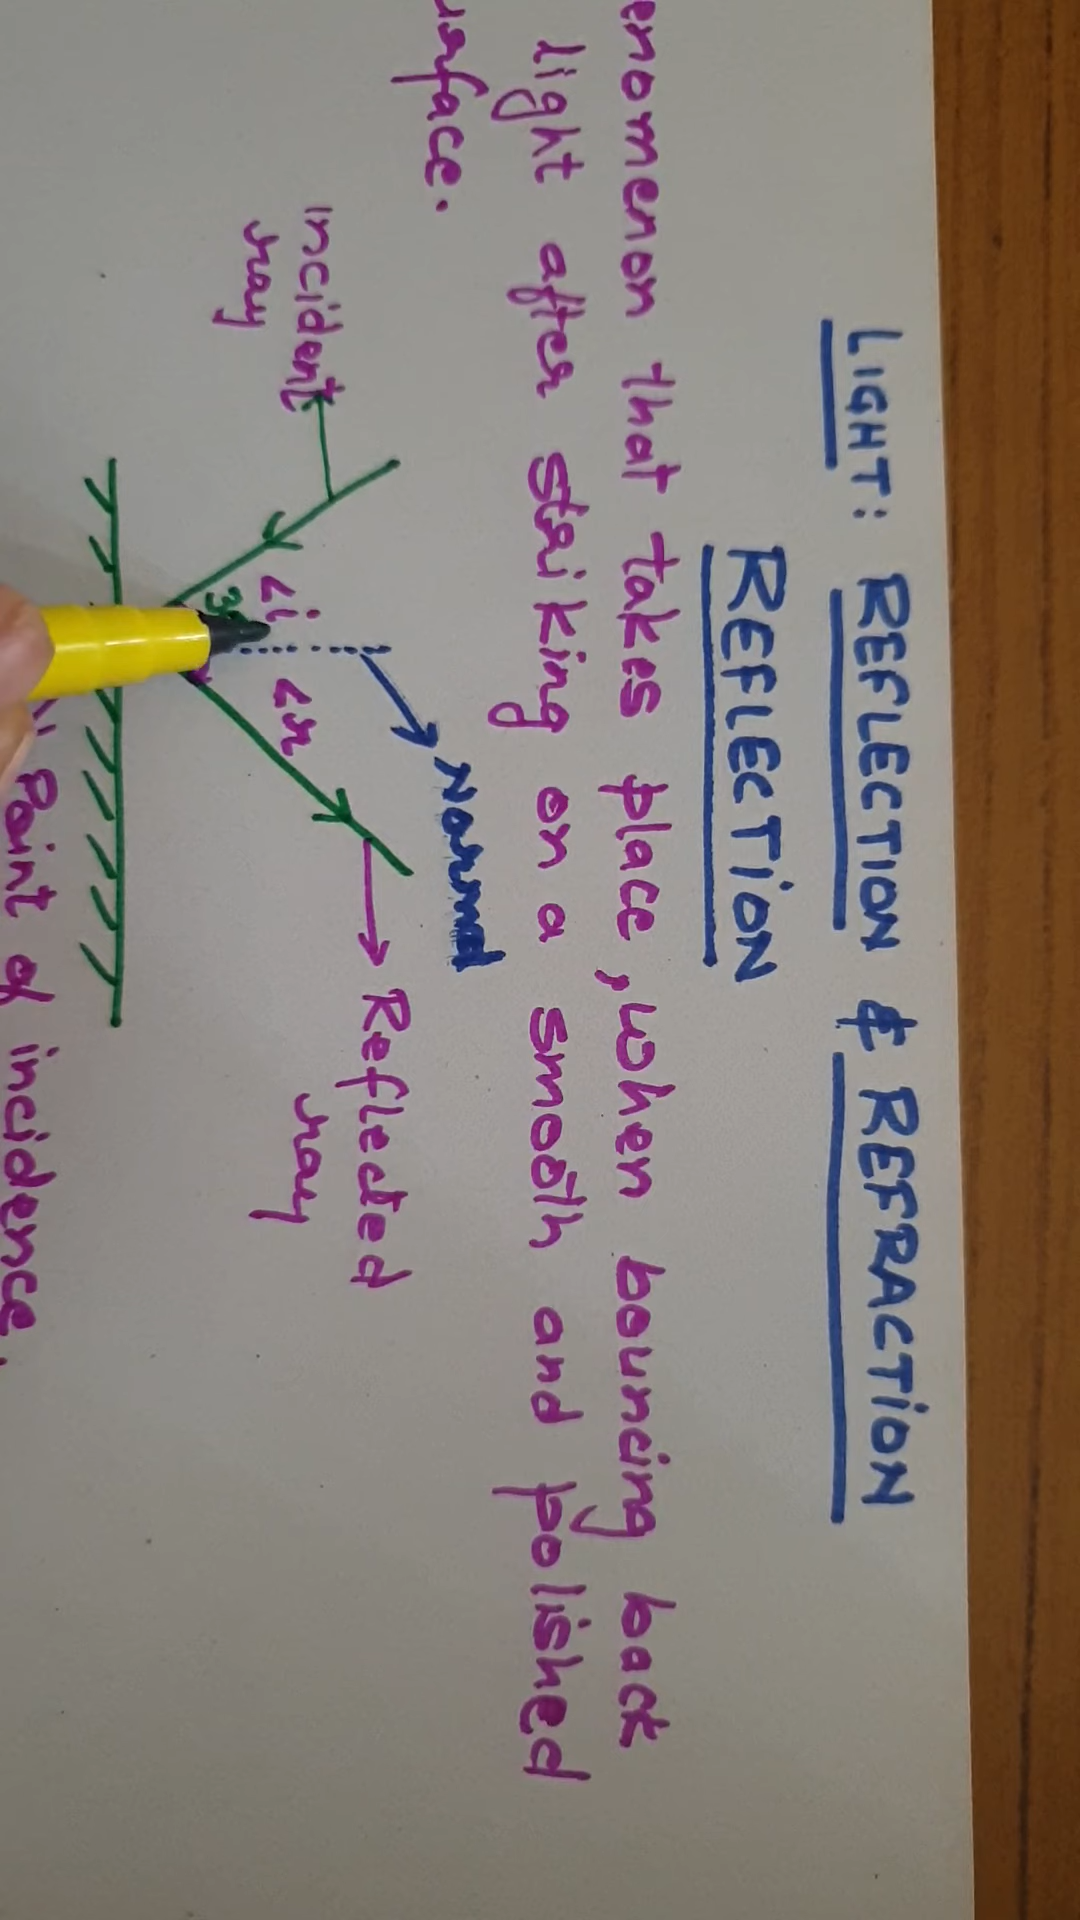 LIGHT: REFLECTION & REFRACTION
REFLECTION
enomenon that takes place, when bouncing back
light after striking on a smooth and polished
urface.
Normal
incident
ray
Reflected
ray
∠i
∠r
Point of incidence.